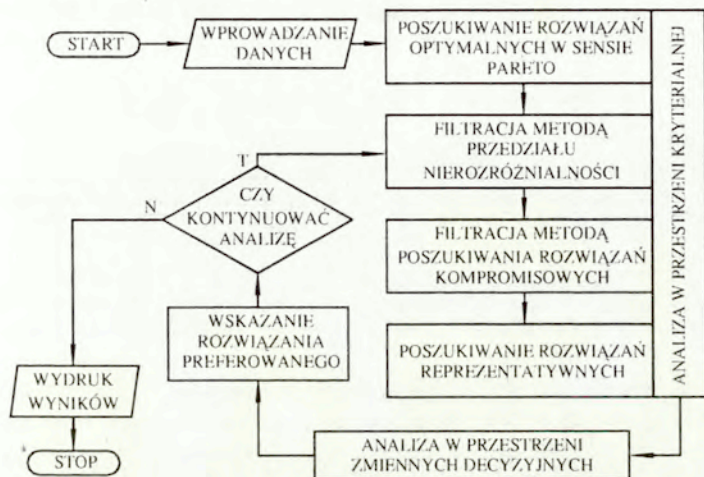 START
WPROWADZANIE
DANYCH
POSZUKIWANIE ROZWIĄZAŃ
OPTYMALNYCH W SENSIE
PARETO
FILTRACJA METODĄ
PRZEDZIAŁU
NIEROZRÓŻNIALNOŚCI
FILTRACJA METODĄ
POSZUKIWANIA ROZWIĄZAŃ
KOMPROMISOWYCH
POSZUKIWANIE ROZWIĄZAŃ
REPREZENTATYWNYCH
ANALIZA W PRZESTRZENI KRYTERIALNEJ
ANALIZA W PRZESTRZENI
ZMIENNYCH DECYZYJNYCH
WSKAZANIE
ROZWIĄZANIA
PREFEROWANEGO
CZY
KONTYNUOWAĆ
ANALIZĘ
T
N
WYDRUK
WYNIKÓW
STOP